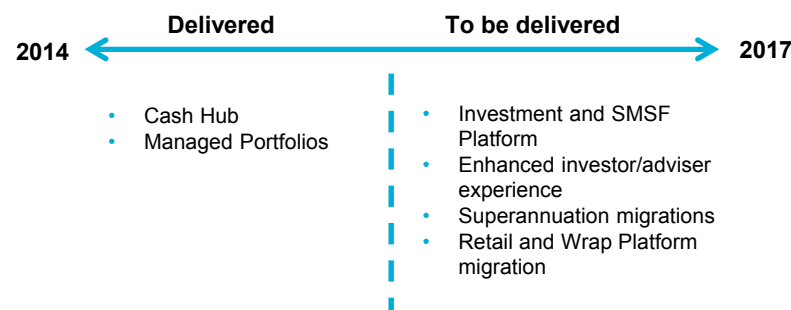 Delivered
To be delivered
2014
2017
• Cash Hub
• Managed Portfolios
• Investment and SMSF
Platform
• Enhanced investor/adviser
experience
• Superannuation migrations
• Retail and Wrap Platform
migration